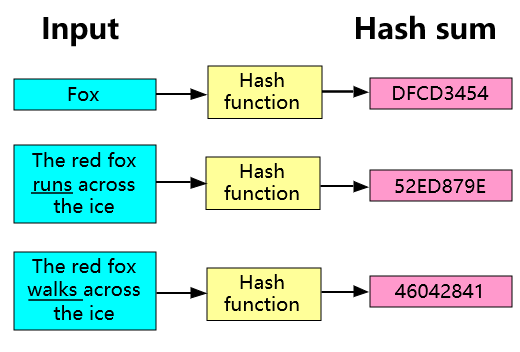 Input
Hash sum
Fox
Hash
function
DFCD3454
The red fox
runs across
the ice
Hash
function
52ED879E
The red fox
walks across
the ice
Hash
function
46042841